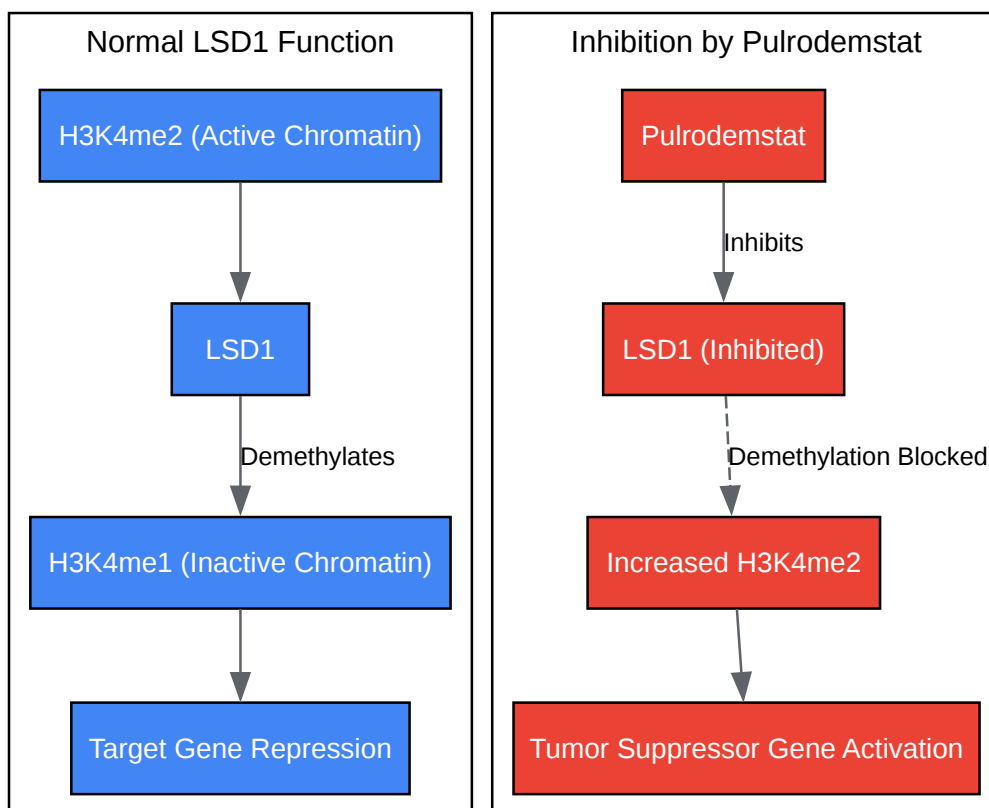 Normal LSD1 Function
H3K4me2 (Active Chromatin)
LSD1
Demethylates
H3K4me1 (Inactive Chromatin)
Target Gene Repression
Inhibition by Pulrodemstat
Pulrodemstat
Inhibits
LSD1 (Inhibited)
Demethylation Blocked
Increased H3K4me2
Tumor Suppressor Gene Activation